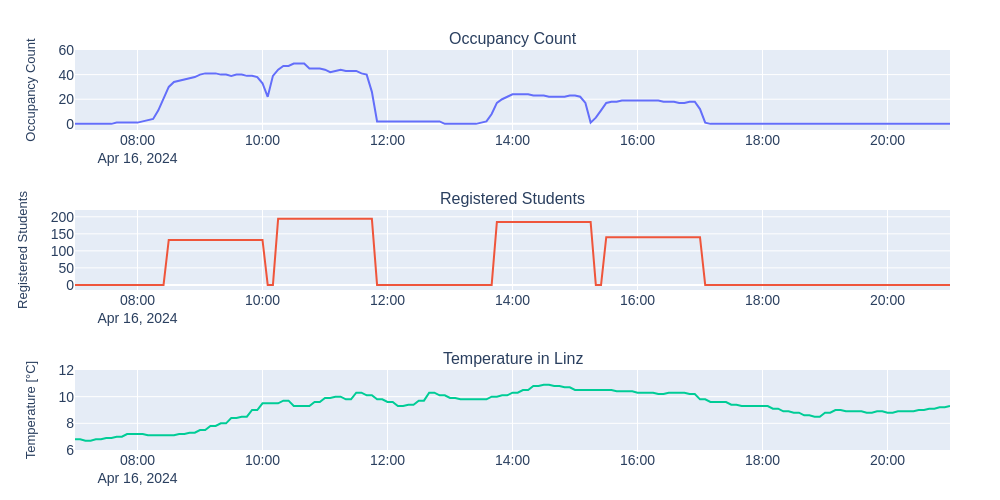 Occupancy Count
Occupancy Count
60
40
20
0
08:00 10:00 12:00 14:00 16:00 18:00 20:00
Apr 16, 2024
Registered Students
Registered Students
200
150
100
50
0
08:00 10:00 12:00 14:00 16:00 18:00 20:00
Apr 16, 2024
Temperature in Linz
Temperature [°C]
12
10
8
6
08:00 10:00 12:00 14:00 16:00 18:00 20:00
Apr 16, 2024